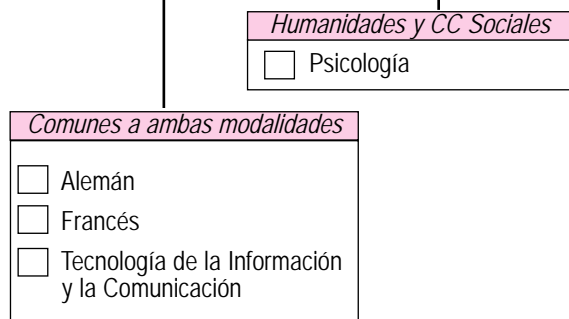 Humanidades y CC Sociales
Psicología
Comunes a ambas modalidades
Alemán
Francés
Tecnología de la Información
y la Comunicación